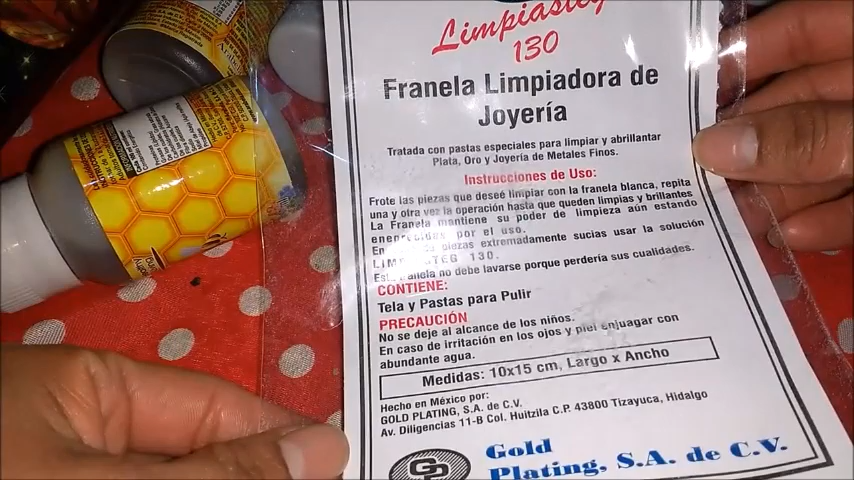 Limpiasteg
130
Franela Limpiadora de
Joyería
Tratado con pastas especiales para limpiar y abrillantar
Plata, Oro y Joyería de Metales Finos.
Instrucciones de Uso:
Frote las piezas que deseé limpiar con la franela blanca, repita
una y otra vez la operación hasta que queden limpias y brillantes
La Franela mantiene su poder de limpieza aún estando
por el uso.
En piezas extremadamente sucias usar la solución
130.
franela no debe lavarse porque perdería sus cualidades.
CONTIENE:
Tela y Pastas para Pulir
PRECAUCIÓN
No se deje al alcance de los niños.
En caso de irritación en los ojos y piel enjuagar con
abundante agua.
Medidas: 10x15 cm, Largo x Ancho
Hecho en México por:
GOLD PLATING, S.A. de C.V.
Av. Diligencias 11-B Col. Huitzila C.P. 43800 TIZAYUCA, Hidalgo
GP
Gold
Plating, S.A. de C.V.